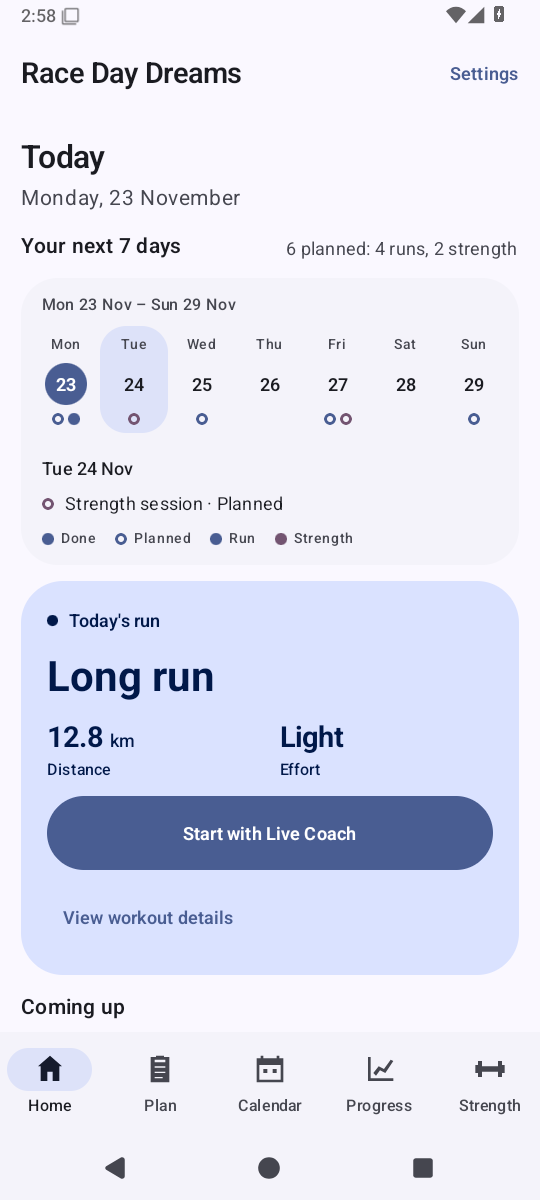 2:58
Race Day Dreams
Settings
Today
Monday, 23 November
Your next 7 days
6 planned: 4 runs, 2 strength
Mon 23 Nov – Sun 29 Nov
Mon Tue Wed Thu Fri Sat Sun
23 24 25 26 27 28 29
Tue 24 Nov
Strength session · Planned
Done Planned Run Strength
Today's run
Long run
12.8 km Light
Distance Effort
Start with Live Coach
View workout details
Coming up
Home Plan Calendar Progress Strength